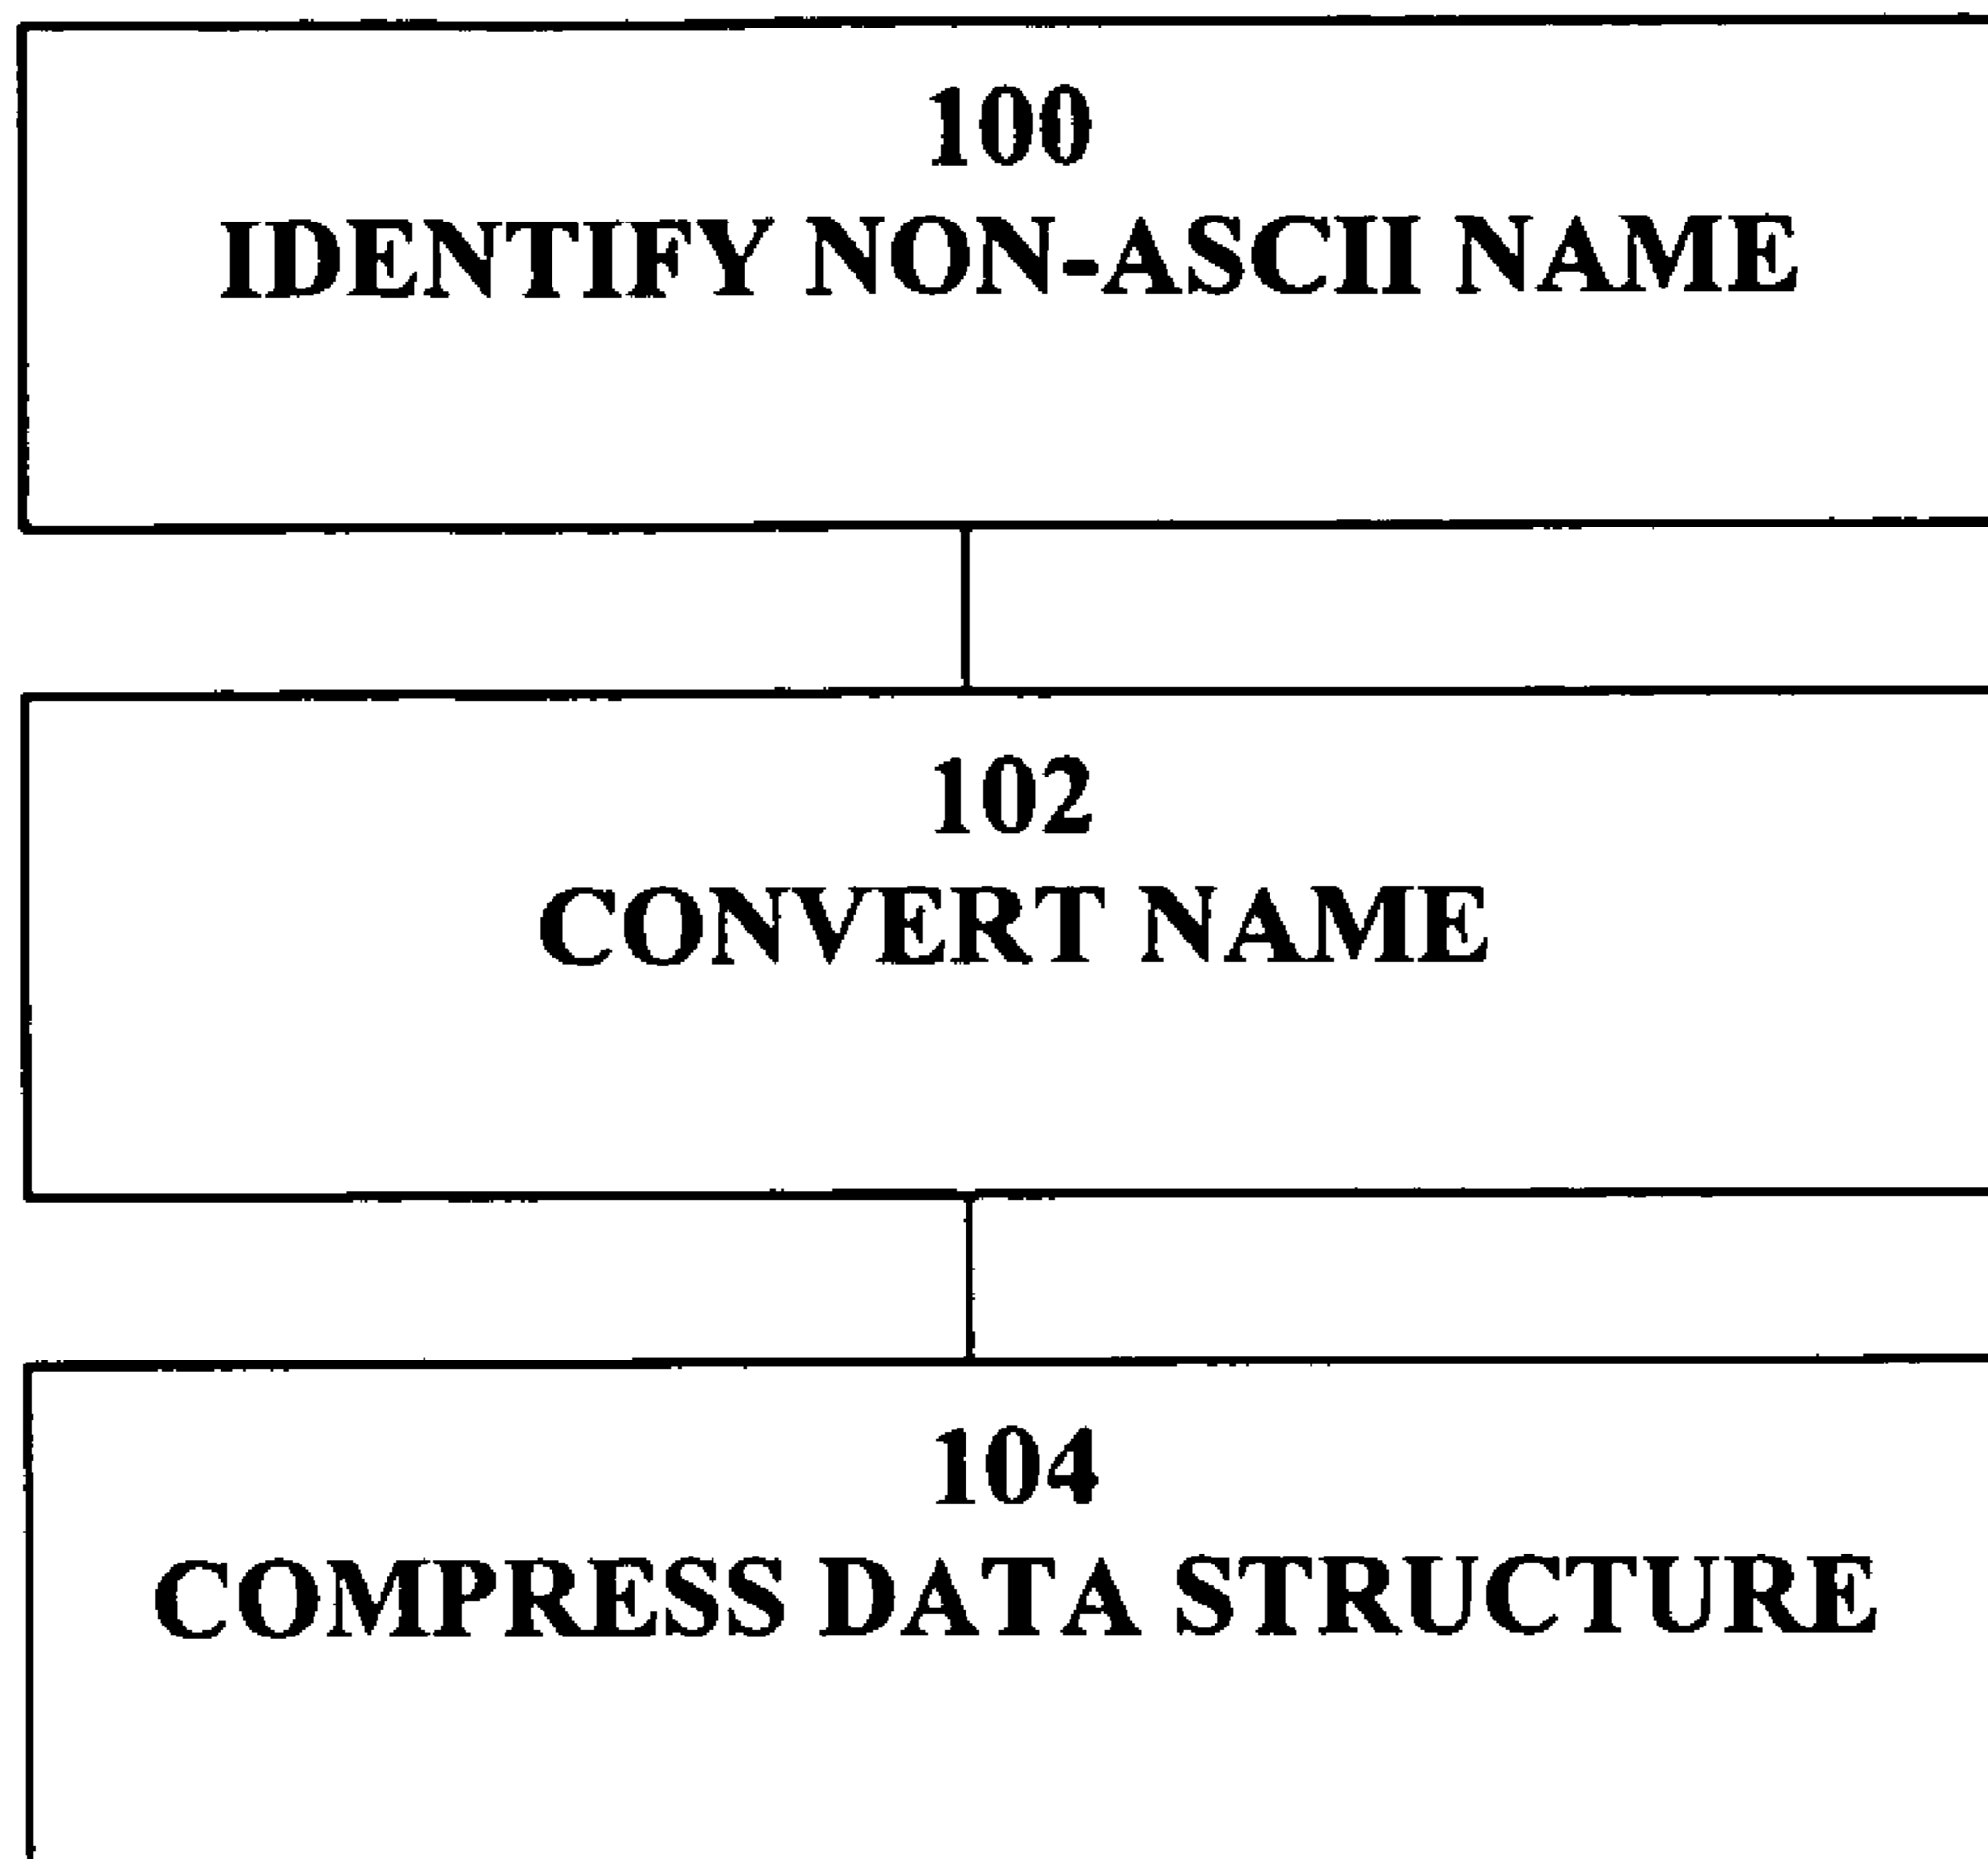 100
IDENTIFY NON-ASCII NAME
102
CONVERT NAME
104
COMPRESS DATA STRUCTURE